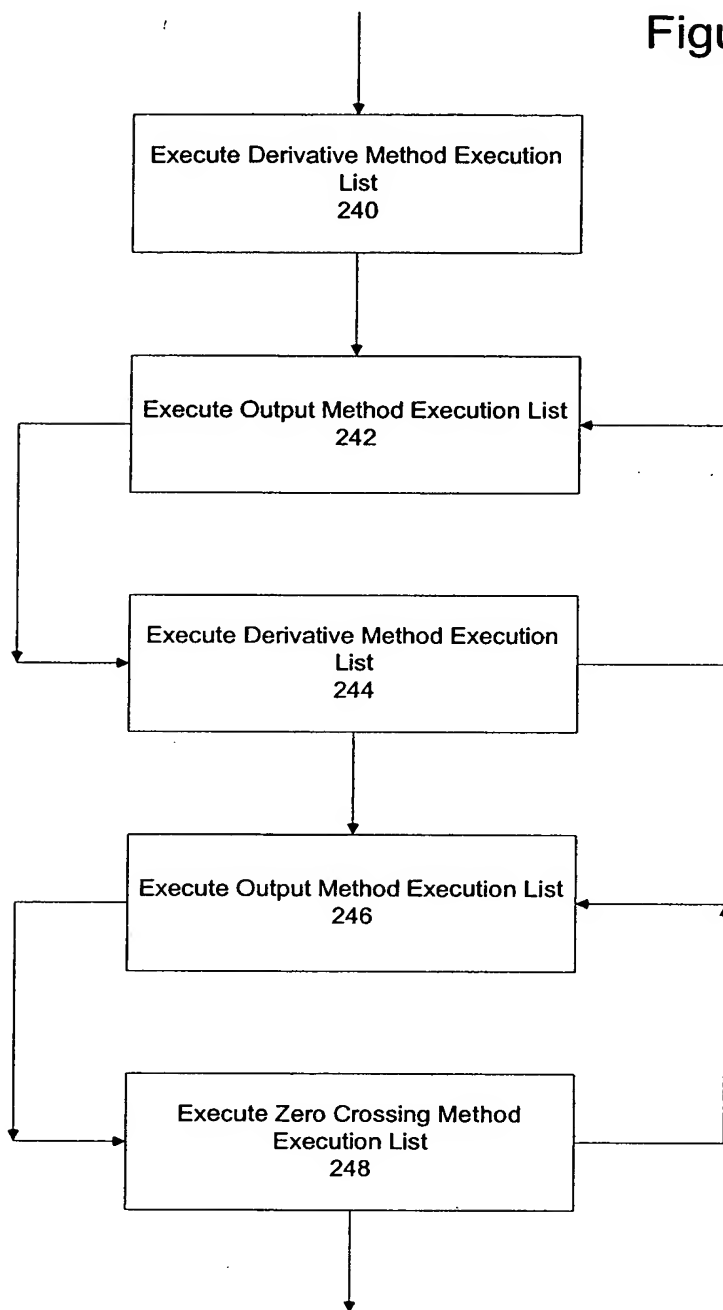 Figu
Execute Derivative Method Execution
List
240
Execute Output Method Execution List
242
Execute Derivative Method Execution
List
244
Execute Output Method Execution List
246
Execute Zero Crossing Method
Execution List
248